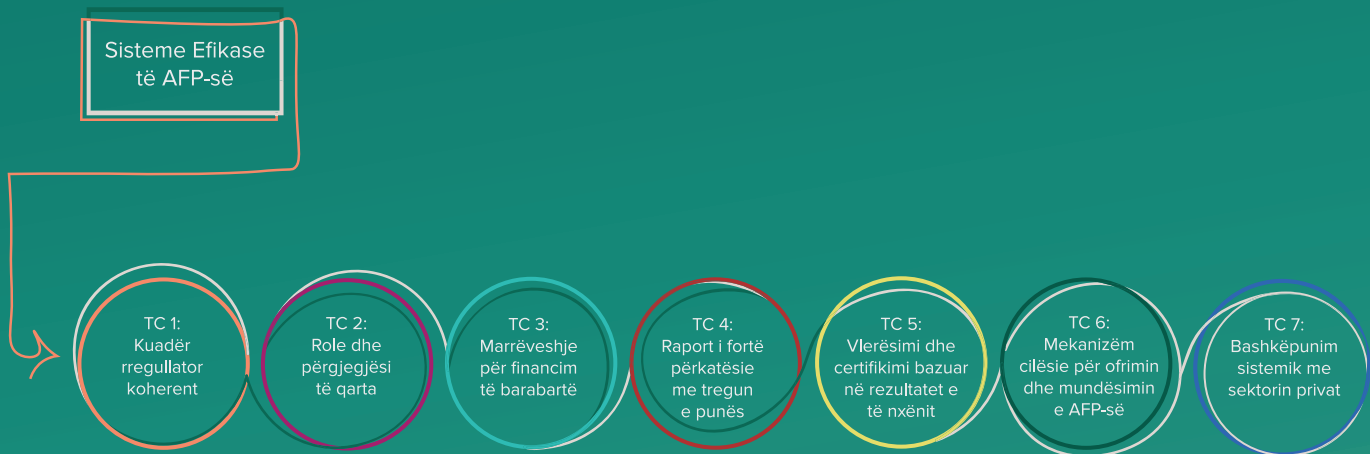 Sisteme Efikase
të AFP-së
TC 1:
Kuadër
rregullator
koherent
TC 2:
Role dhe
përgjegjësi
të qarta
TC 3:
Marrëveshje
për financim
të barabartë
TC 4:
Raport i fortë
përkatësie
me tregun
e punës
TC 5:
Vlerësimi dhe
certifikimi bazuar
në rezultatet e
të nxënit
TC 6:
Mekanizëm
cilësie për ofrimin
dhe mundësimin
e AFP-së
TC 7:
Bashkëpunim
sistemik me
sektorin privat